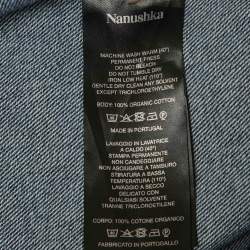 Nanushka
MACHINE WASH WARM (40°)
PERMANENT PRESS
DO NOT BLEACH
DO NOT TUMBLE DRY
IRON LOW HEAT (110°)
GENTLE DRY CLEAN ANY SOLVENT
EXCEPT TRICHLOROETYLENE
BODY: 100% ORGANIC COTTON
MADE IN PORTUGAL
LAVAGGIO IN LAVATRICE
A CALDO (40°)
STAMPA PERMANENTE
NON CANDEGGIARE
NON DAMPATI
STIRATURA A BASSA
TEMPERATURA (110°)
LAVAGGIO A SECCO
DELICATO CON
QUALSIASI SOLVENTE
TRANNE TRICLOROETILENE
CORPO: 100% COTONE ORGANICO
FABBRICATO IN PORTOGALLO